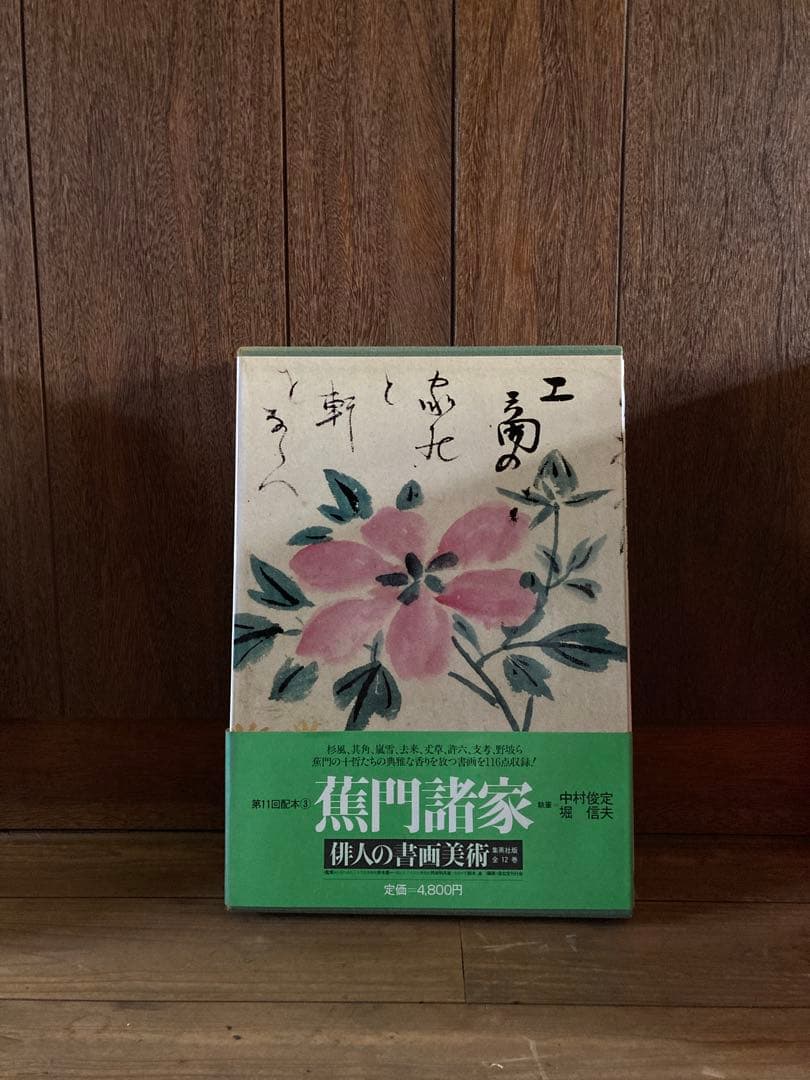 工
商の
軒
杉風、其角、嵐雪、去来、丈草、許六、支考、野坡ら
蕉門の十哲たちの典雅な香りを放つ書画を116点収録!
第11回配本③
蕉門諸家
執筆=中村俊定
堀 信夫
俳人の書画美術
集英社版
全12巻
定価=4,800円